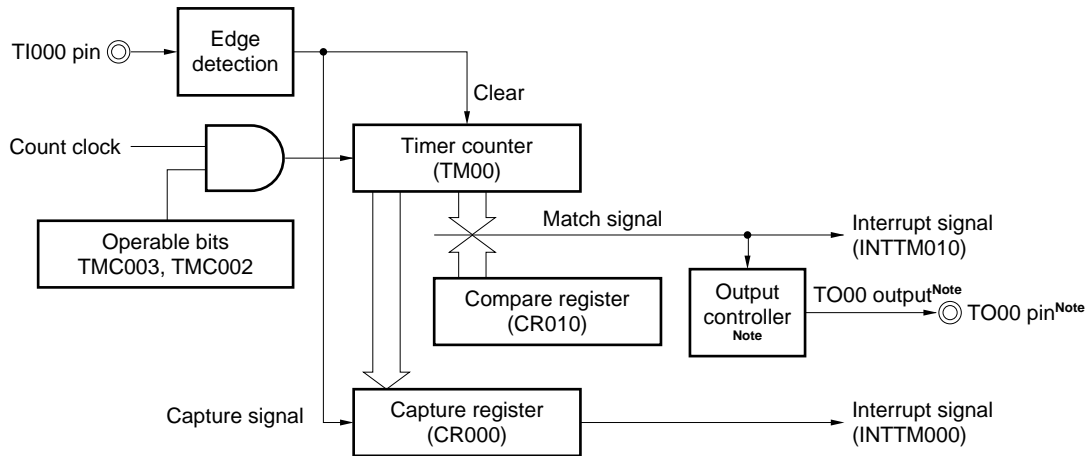 TI000 pin
Edge
detection
Clear
Count clock
Timer counter
(TM00)
Operable bits
TMC003, TMC002
Match signal
Interrupt signal
(INTTM010)
Compare register
(CR010)
Output
controller
Note
TO00 output Note
TO00 pin Note
Capture signal
Capture register
(CR000)
Interrupt signal
(INTTM000)